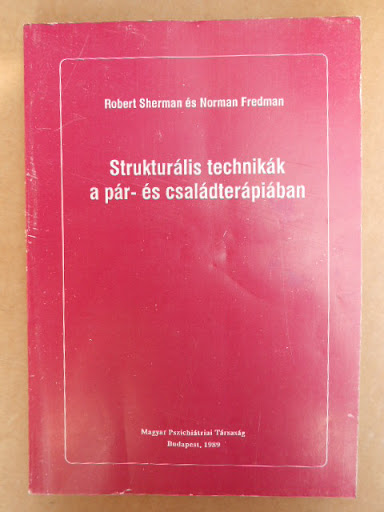 Robert Sherman és Norman Fredman
Strukturális technikák
a pár- és családterápiában
Magyar Pszichiátriai Társaság
Budapest, 1989